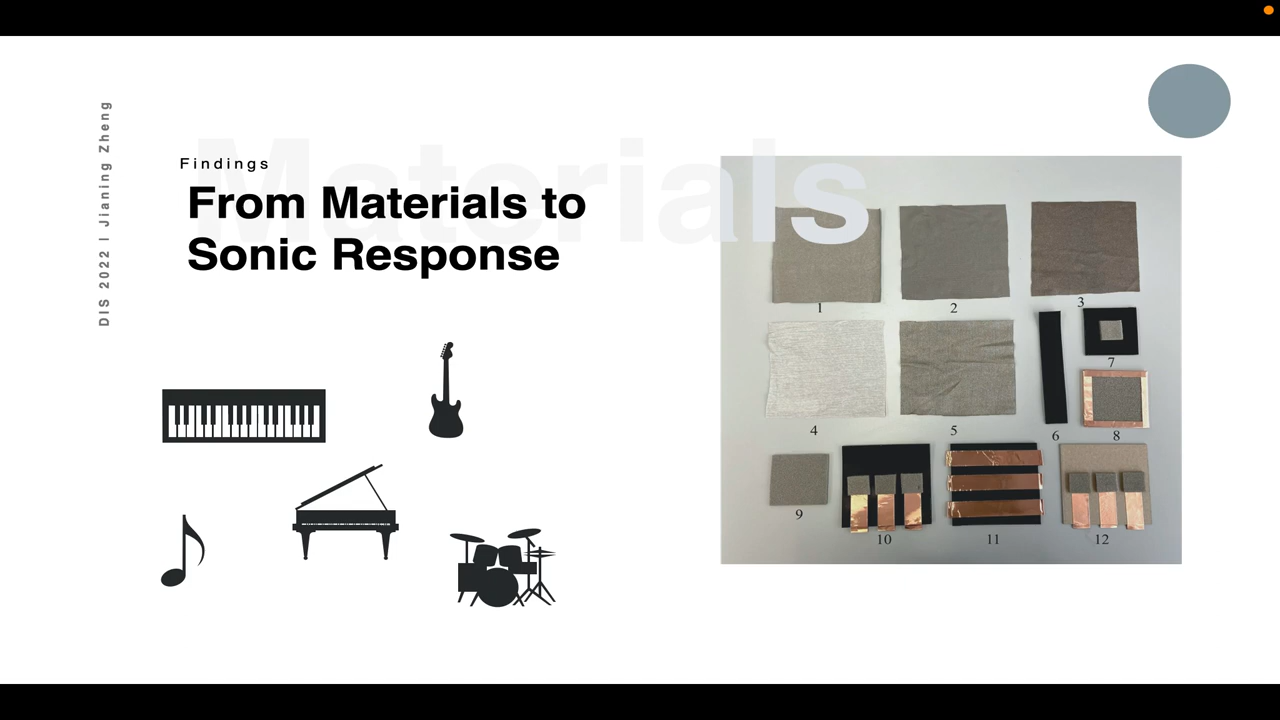 DIS 2022 | Jianing Zheng
Materials
Findings
From Materials to
Sonic Response
1
2
3
4
5
6
7
8
9
10
11
12